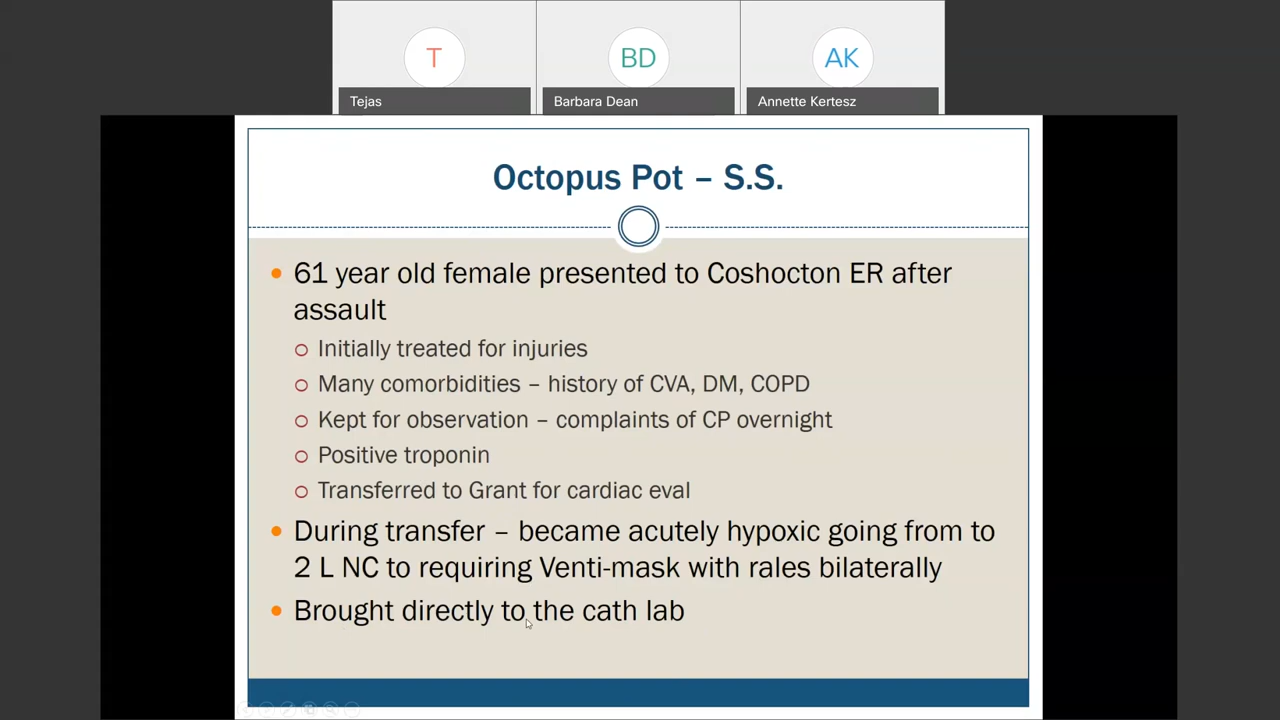 T
BD
AK
Tejas
Barbara Dean
Annette Kertesz
Octopus Pot – S.S.
61 year old female presented to Coshocton ER after
assault
Initially treated for injuries
Many comorbidities – history of CVA, DM, COPD
Kept for observation – complaints of CP overnight
Positive troponin
Transferred to Grant for cardiac eval
During transfer – became acutely hypoxic going from to
2 L NC to requiring Venti-mask with rales bilaterally
Brought directly to the cath lab